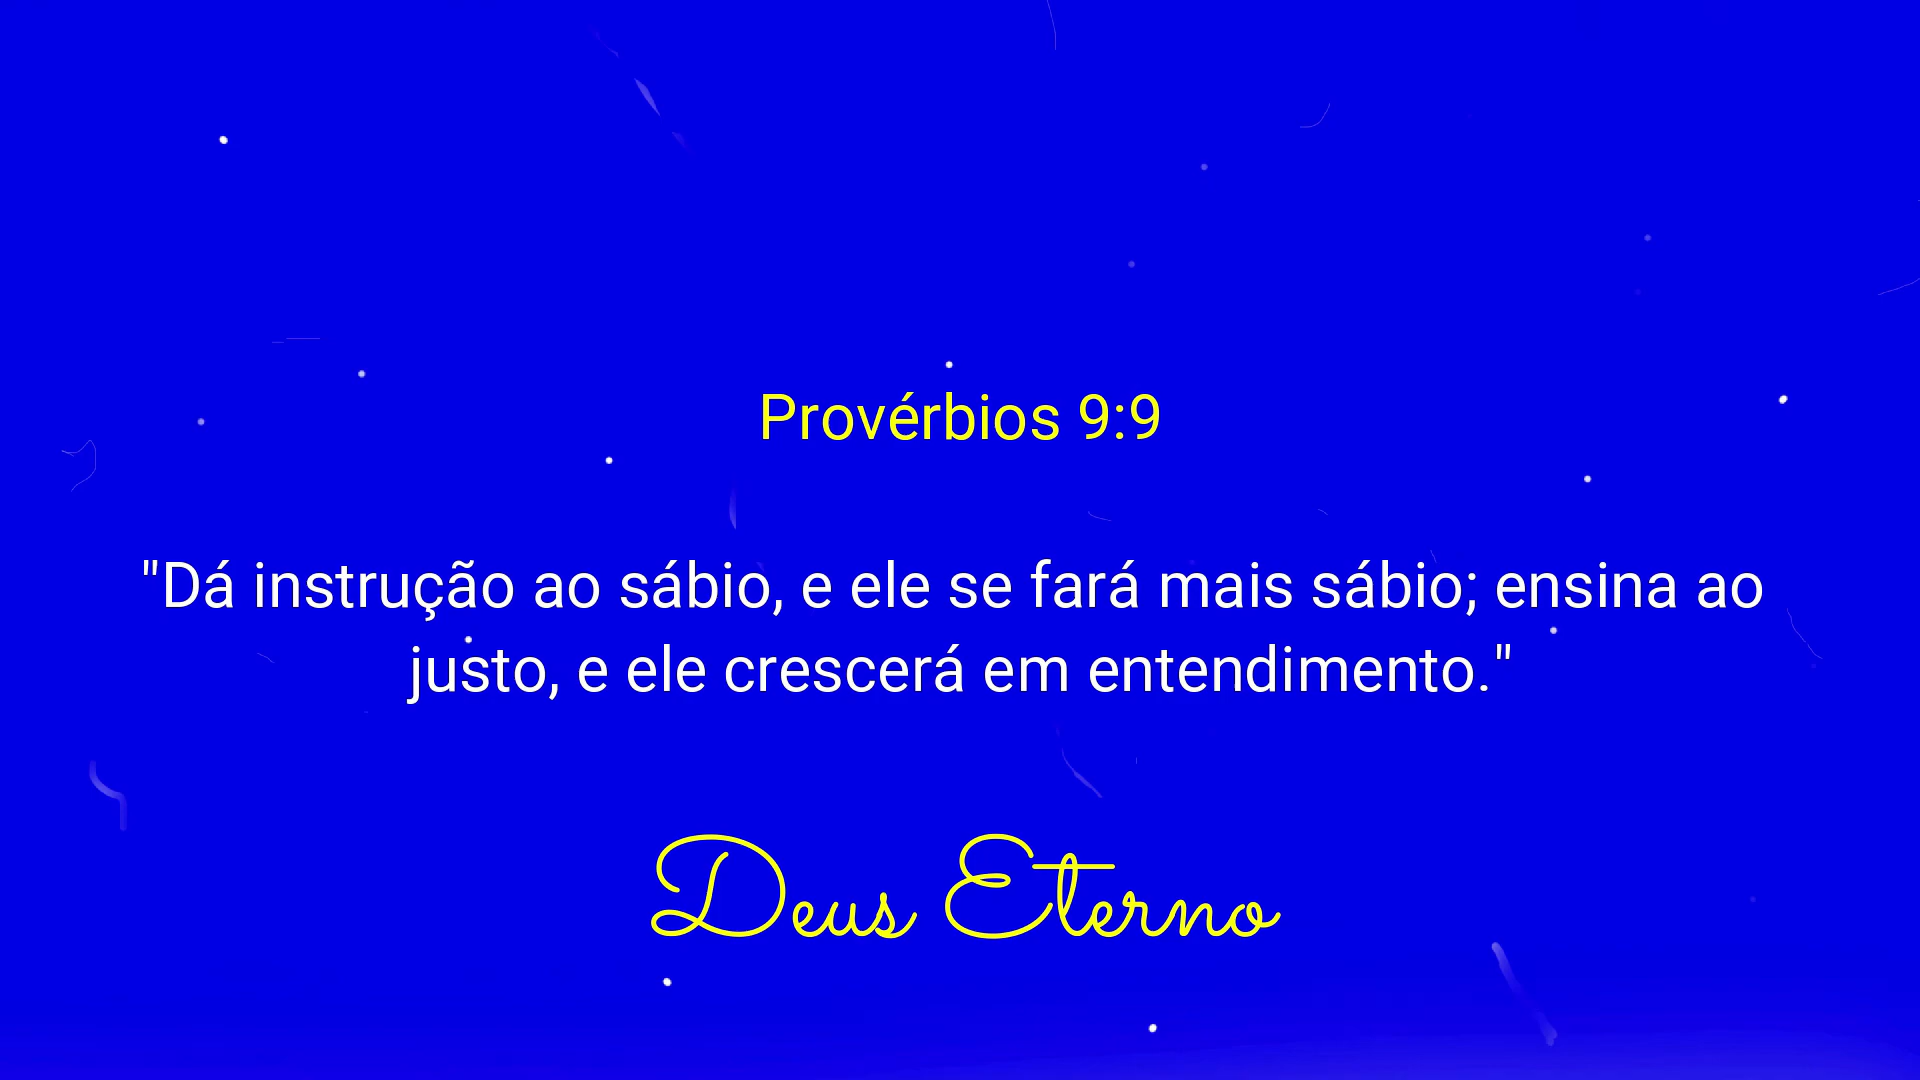 Provérbios 9:9
"Dá instrução ao sábio, e ele se fará mais sábio; ensina ao
justo, e ele crescerá em entendimento."
Deus Eterno